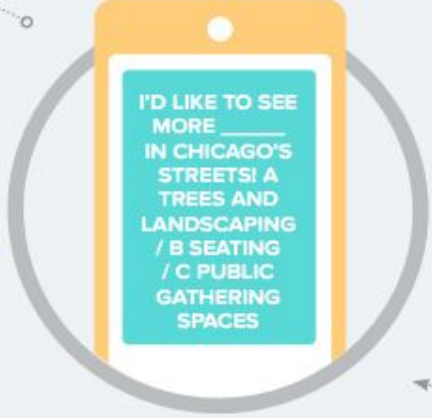 I'D LIKE TO SEE
MORE ______
IN CHICAGO'S
STREETS! A
TREES AND
LANDSCAPING
/ B SEATING
/ C PUBLIC
GATHERING
SPACES